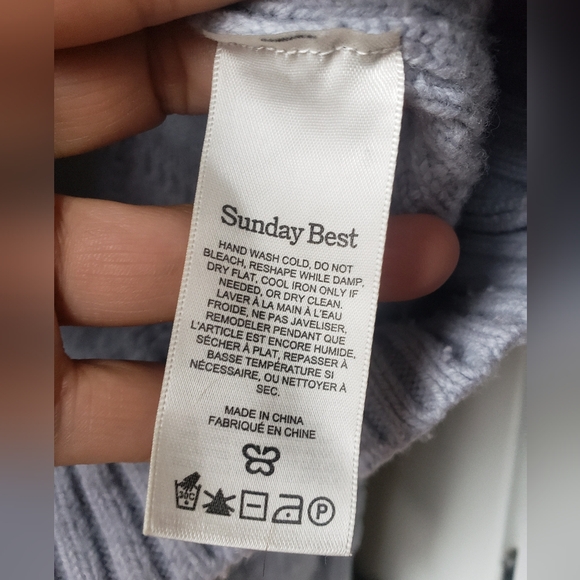 Sunday Best
HAND WASH COLD, DO NOT
BLEACH, RESHAPE WHILE DAMP,
DRY FLAT, COOL IRON ONLY IF
NEEDED, OR DRY CLEAN.
LAVER À LA MAIN À L'EAU
FROIDE, NE PAS JAVELISER,
REMODELER PENDANT QUE
L'ARTICLE EST ENCORE HUMIDE,
SÉCHER À PLAT, REPASSER À
BASSE TEMPÉRATURE SI
NÉCESSAIRE, OU NETTOYER À
SEC.
MADE IN CHINA
FABRIQUÉ EN CHINE
30C P